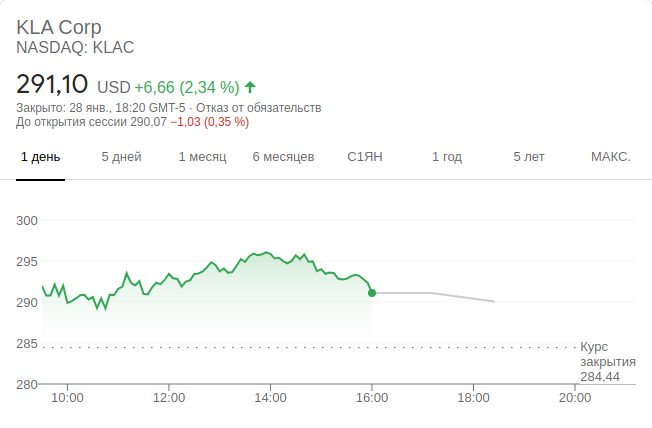 KLA Corp
NASDAQ: KLAC
291,10 USD +6,66 (2,34 %)
Закрыто: 28 янв., 18:20 GMT-5 · Отказ от обязательств
До открытия сессии 290,07 −1,03 (0,35 %)
1 день 5 дней 1 месяц 6 месяцев С1ЯН 1 год 5 лет МАКС.
300
295
290
285
280
Курс
закрытия
284,44
10:00 12:00 14:00 16:00 18:00 20:00